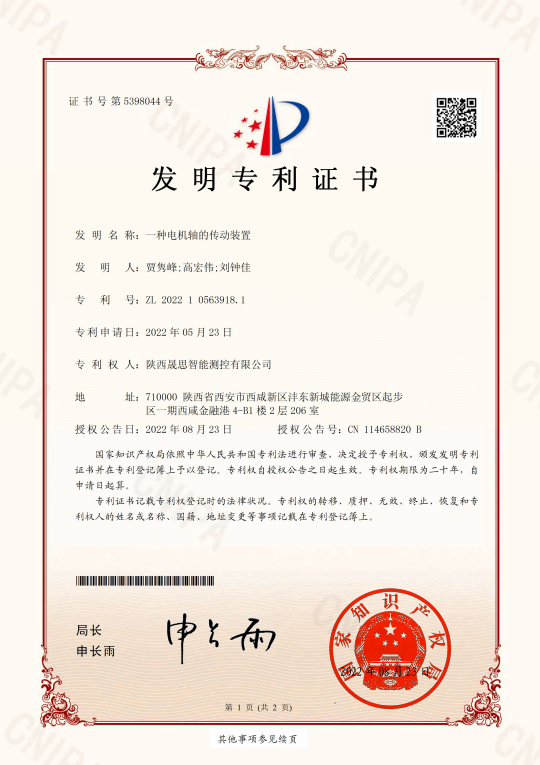 证书号第5398044号
发明专利证书
发明名称：一种电机轴的传动装置
发明人：贾隽峰;高宏伟;刘钟佳
专利号：ZL 2022 1 0563918.1
专利申请日：2022年05月23日
专利权人：陕西晟思智能测控有限公司
地址：710000 陕西省西安市西咸新区沣东新城能源金贸区起步
区一期西咸金融港4-B1楼2层206室
授权公告日：2022年08月23日 授权公告号：CN 114658820 B
国家知识产权局依照中华人民共和国专利法进行审查，决定授予专利权，颁发发明专利
证书并在专利登记簿上予以登记。专利权自授权公告之日起生效。专利权期限为二十年，自
申请日起算。
专利证书记载专利权登记时的法律状况。专利权的转移、质押、无效、终止、恢复和专
利权人的姓名或名称、国籍、地址变更等事项记载在专利登记簿上。
局长
申长雨
申长雨
国家知识产权局
2022年08月23日
第 1 页 (共 2 页)
其他事项参见续页
CNIPA
CNIPA
CNIPA
CNIPA
CNIPA
CNIPA
CNIPA